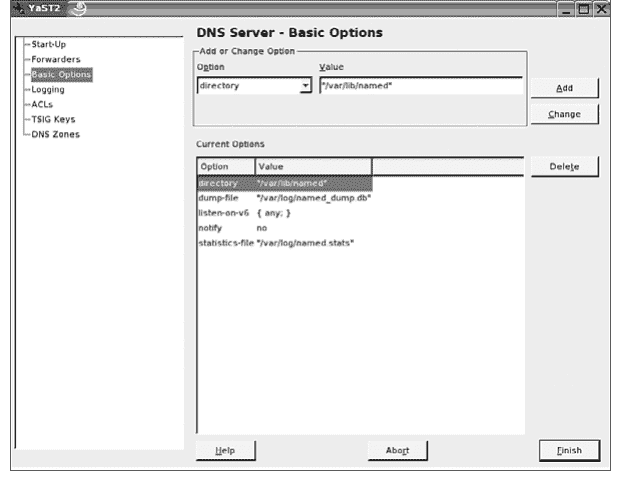 YaST2
Start-Up
Forwarders
Basic Options
Logging
ACLs
TSIG Keys
DNS Zones
DNS Server - Basic Options
Add or Change Option
Option Value
directory "/var/lib/named"
Add
Change
Current Options
Option Value
directory "/var/lib/named"
dump-file "/var/log/named_dump.db"
listen-on-v6 { any; }
notify no
statistics-file "/var/log/named.stats"
Delete
Help Abort Finish